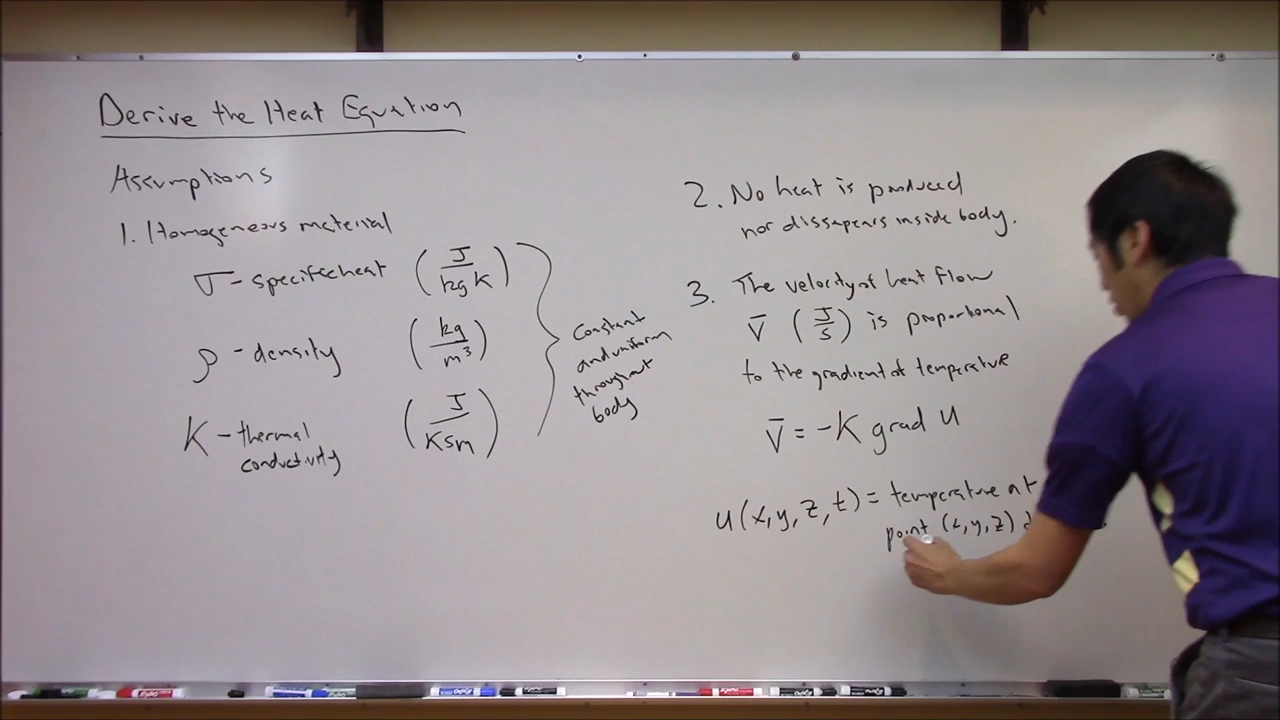 Derive the Heat Equation
Assumptions
1. Homogeneous material
σ - specific heat (J/kg K)
ρ - density (kg/m³)
K - thermal
conductivity (J/K s m)
Constant
and uniform
throughout
body
2. No heat is produced
nor dissapears inside body.
3. The velocity of heat flow
v̄ (J/s) is proportional
to the gradient of temperature
v̄ = -K grad u
u(x,y,z,t) = temperature at
point (x,y,z)